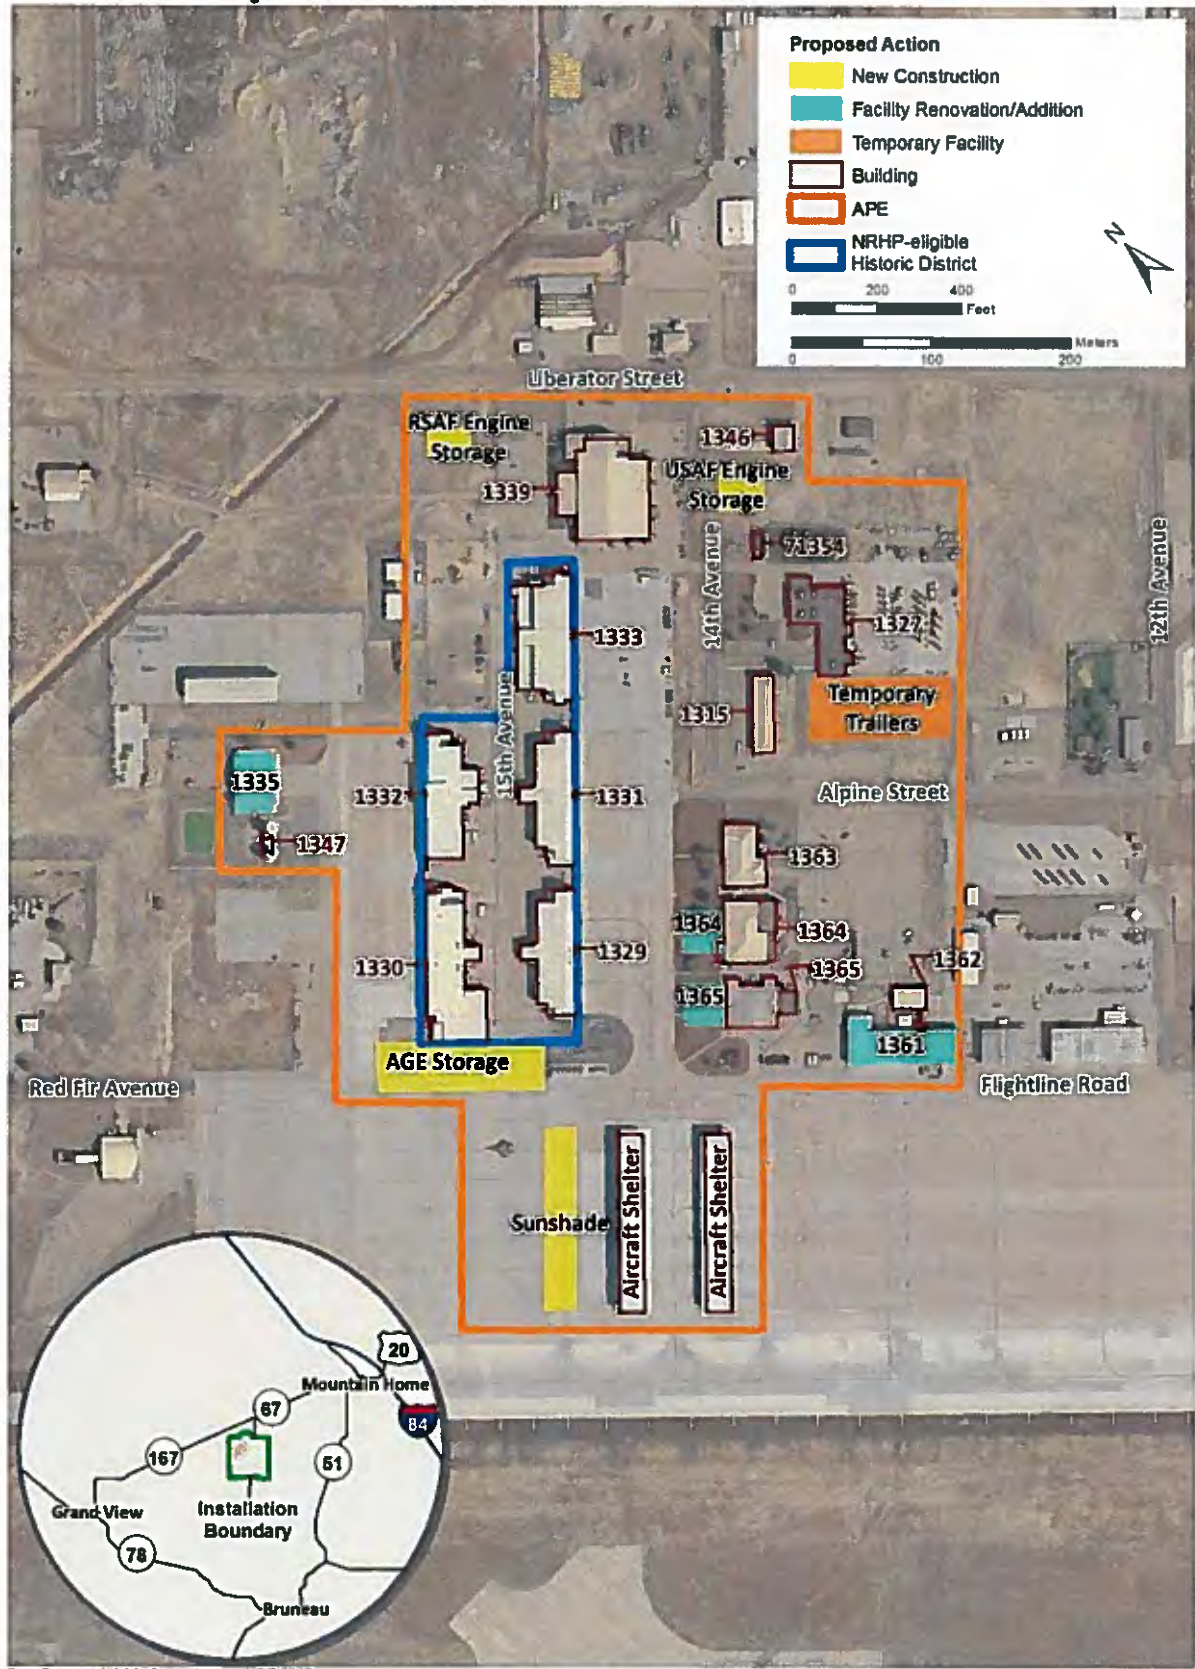 Proposed Action
New Construction
Facility Renovation/Addition
Temporary Facility
Building
APE
NRHP-eligible
Historic District
N
0 200 400
Feet
Meters
0 100 200
Liberator Street
RSAF Engine
Storage
1346
USAF Engine
Storage
1339
71354
14th Avenue
12th Avenue
1327
1333
Temporary
Trailers
1315
15th Avenue
1335
1332
1331
Alpine Street
1347
1363
1364
1364
1330
1329
1362
1365
1365
1361
AGE Storage
Red Fir Avenue
Flightline Road
Sunshade
Aircraft Shelter
Aircraft Shelter
20
Mountain Home
67
84
167
51
Grand View
Installation
Boundary
78
Bruneau